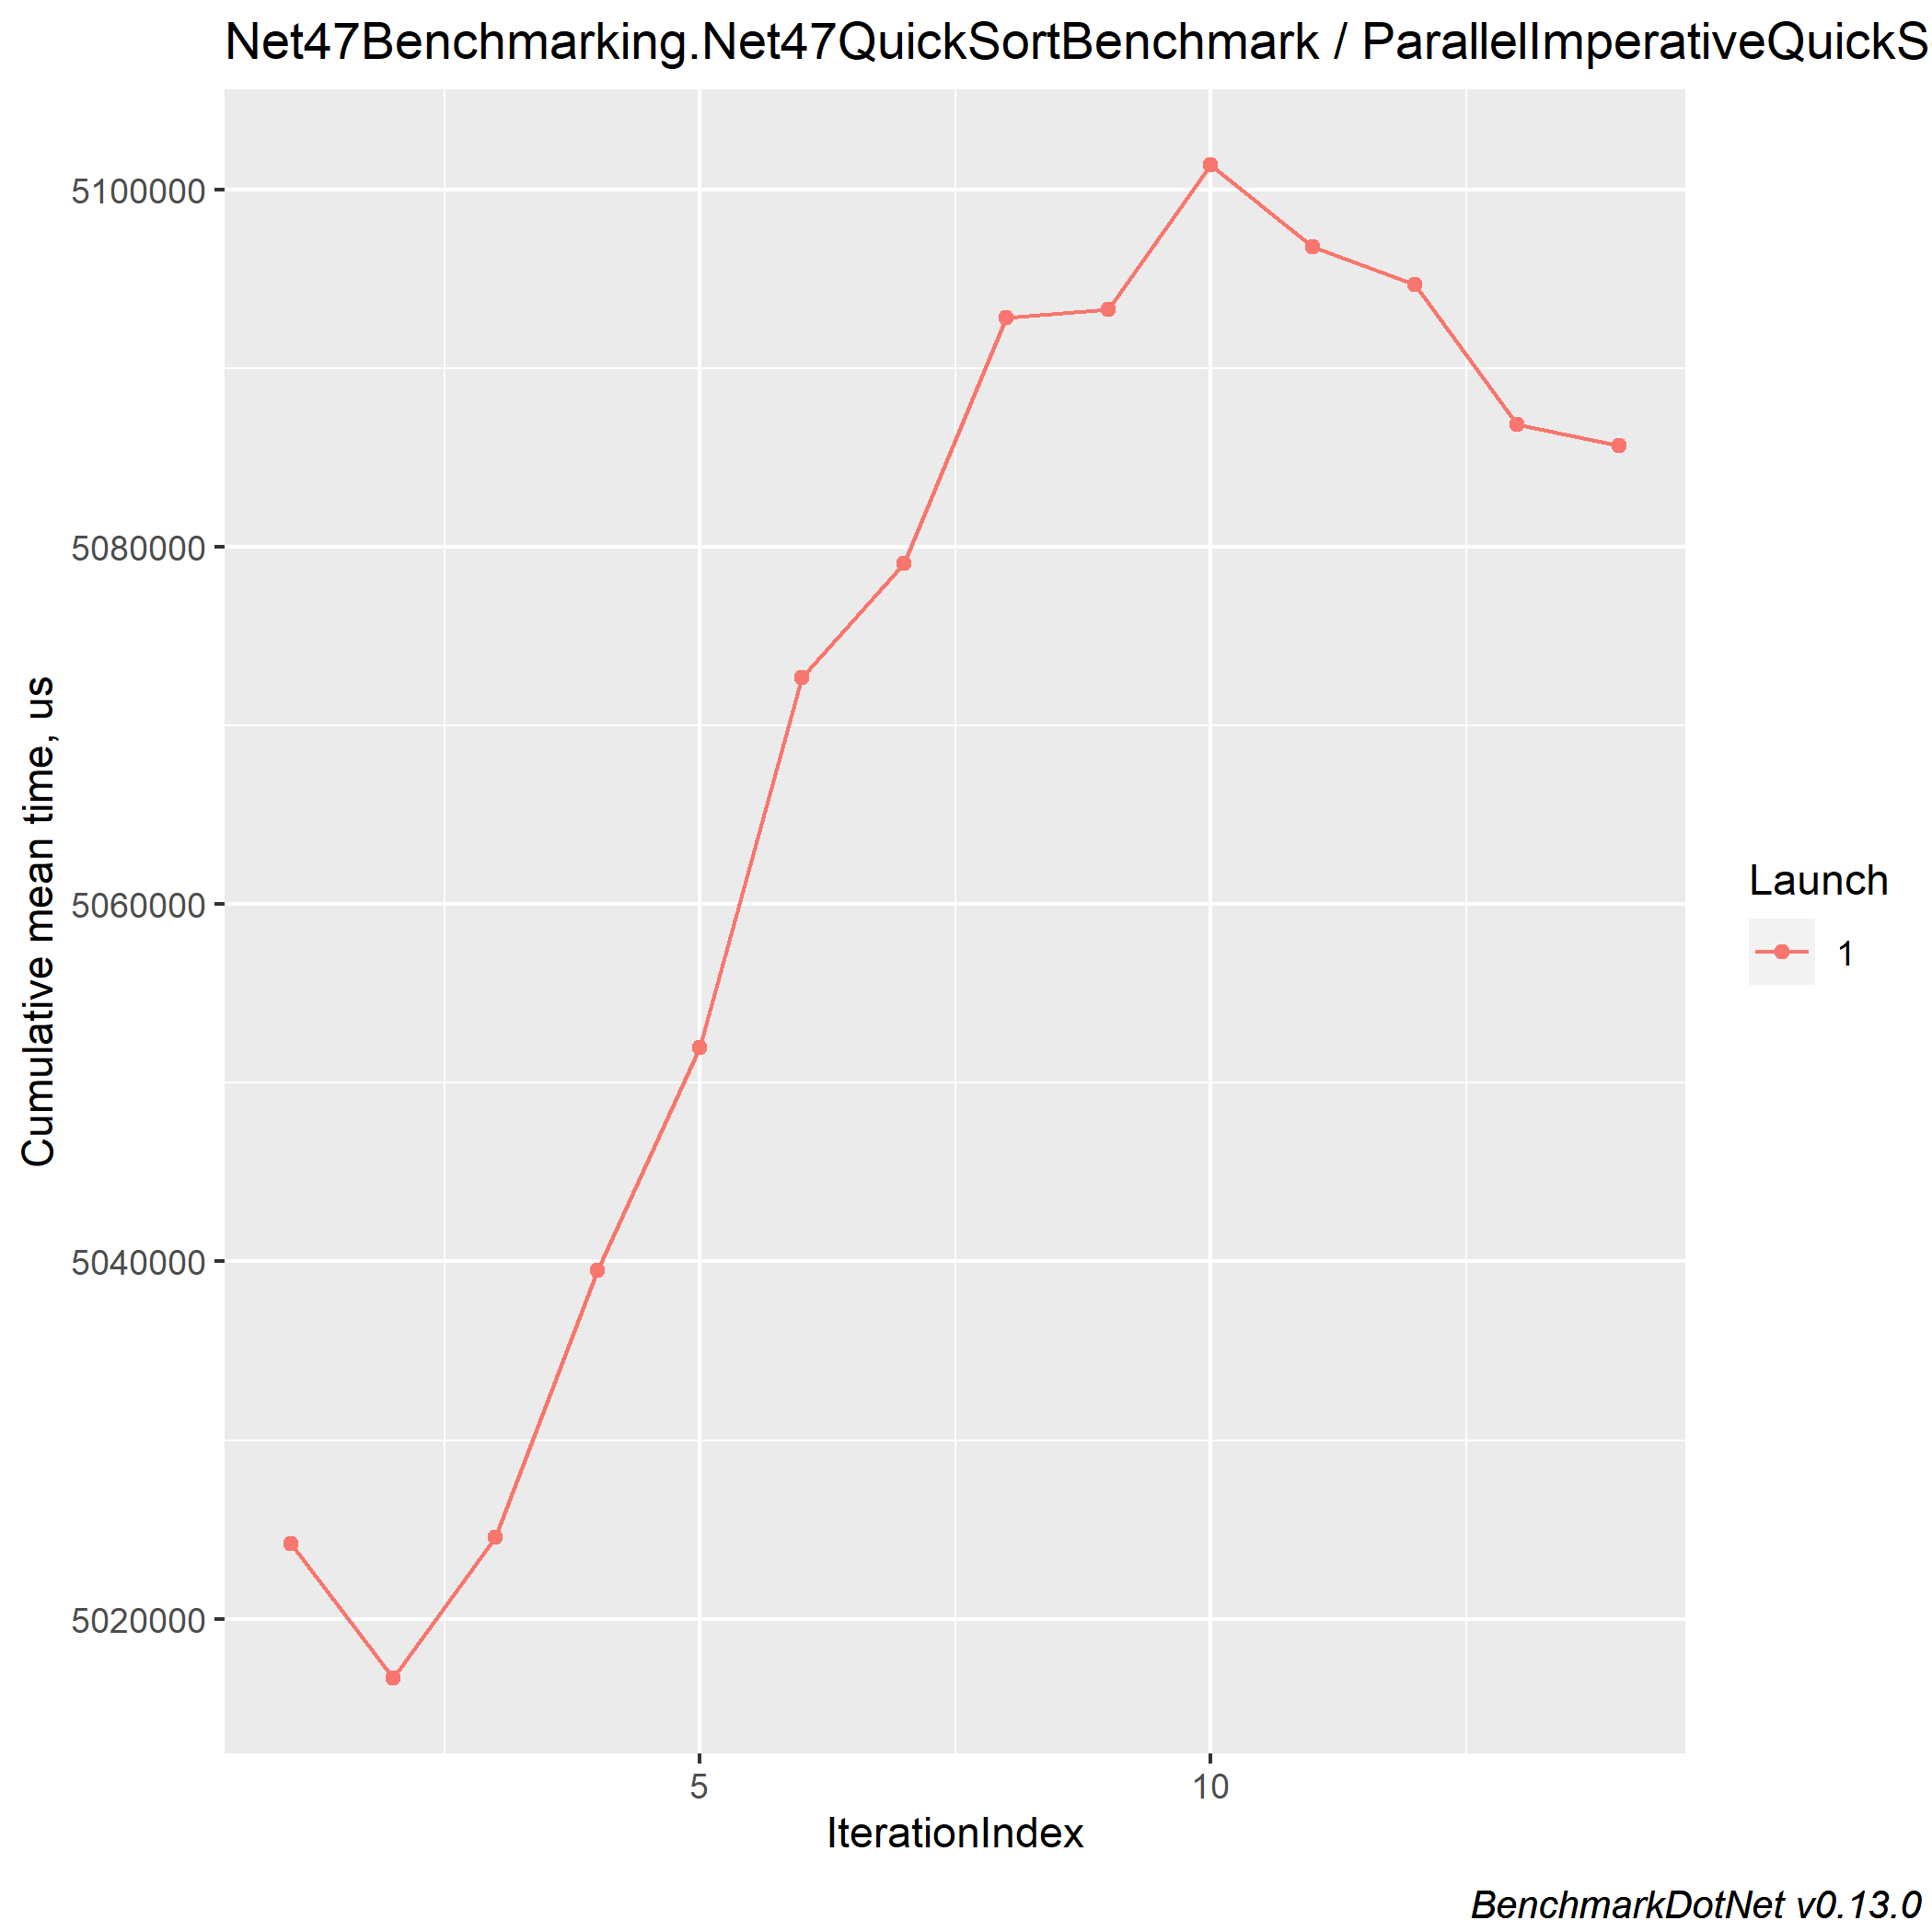 Net47Benchmarking.Net47QuickSortBenchmark / ParallelImperativeQuickS
5100000
5080000
5060000
5040000
5020000
Cumulative mean time, us
5
10
IterationIndex
Launch
1
BenchmarkDotNet v0.13.0